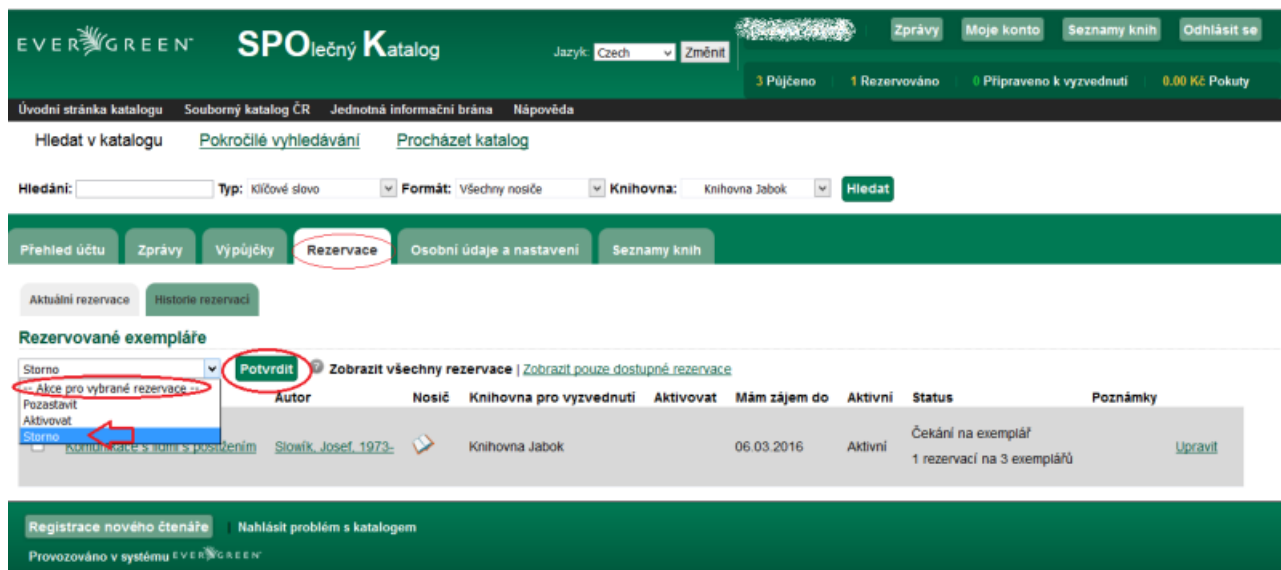 EVERGREEN SPOlečný Katalog Jazyk: Czech Změnit Zprávy Moje konto Seznamy knih Odhlásit se
3 Půjčeno 1 Rezervováno 0 Připraveno k vyzvednutí 0.00 Kč Pokuty
Úvodní stránka katalogu Souborný katalog ČR Jednotná informační brána Nápověda
Hledat v katalogu Pokročilé vyhledávání Procházet katalog
Hledání: Typ: Klíčové slovo Formát: Všechny nosiče Knihovna: Knihovna Jabok Hledat
Přehled účtu Zprávy Výpůjčky Rezervace Osobní údaje a nastavení Seznamy knih
Aktuální rezervace Historie rezervací
Rezervované exempláře
Storno Potvrdit Zobrazit všechny rezervace | Zobrazit pouze dostupné rezervace
-- Akce pro vybrané rezervace --
Pozastavit
Aktivovat
Storno
Autor Nosič Knihovna pro vyzvednutí Aktivovat Mám zájem do Aktivní Status Poznámky
Komunikace s lidmi s postižením Slowík, Josef, 1973- Knihovna Jabok 06.03.2016 Aktivní Čekání na exemplář
1 rezervací na 3 exemplářů Upravit
Registrace nového čtenáře | Nahlásit problém s katalogem
Provozováno v systému EVERGREEN